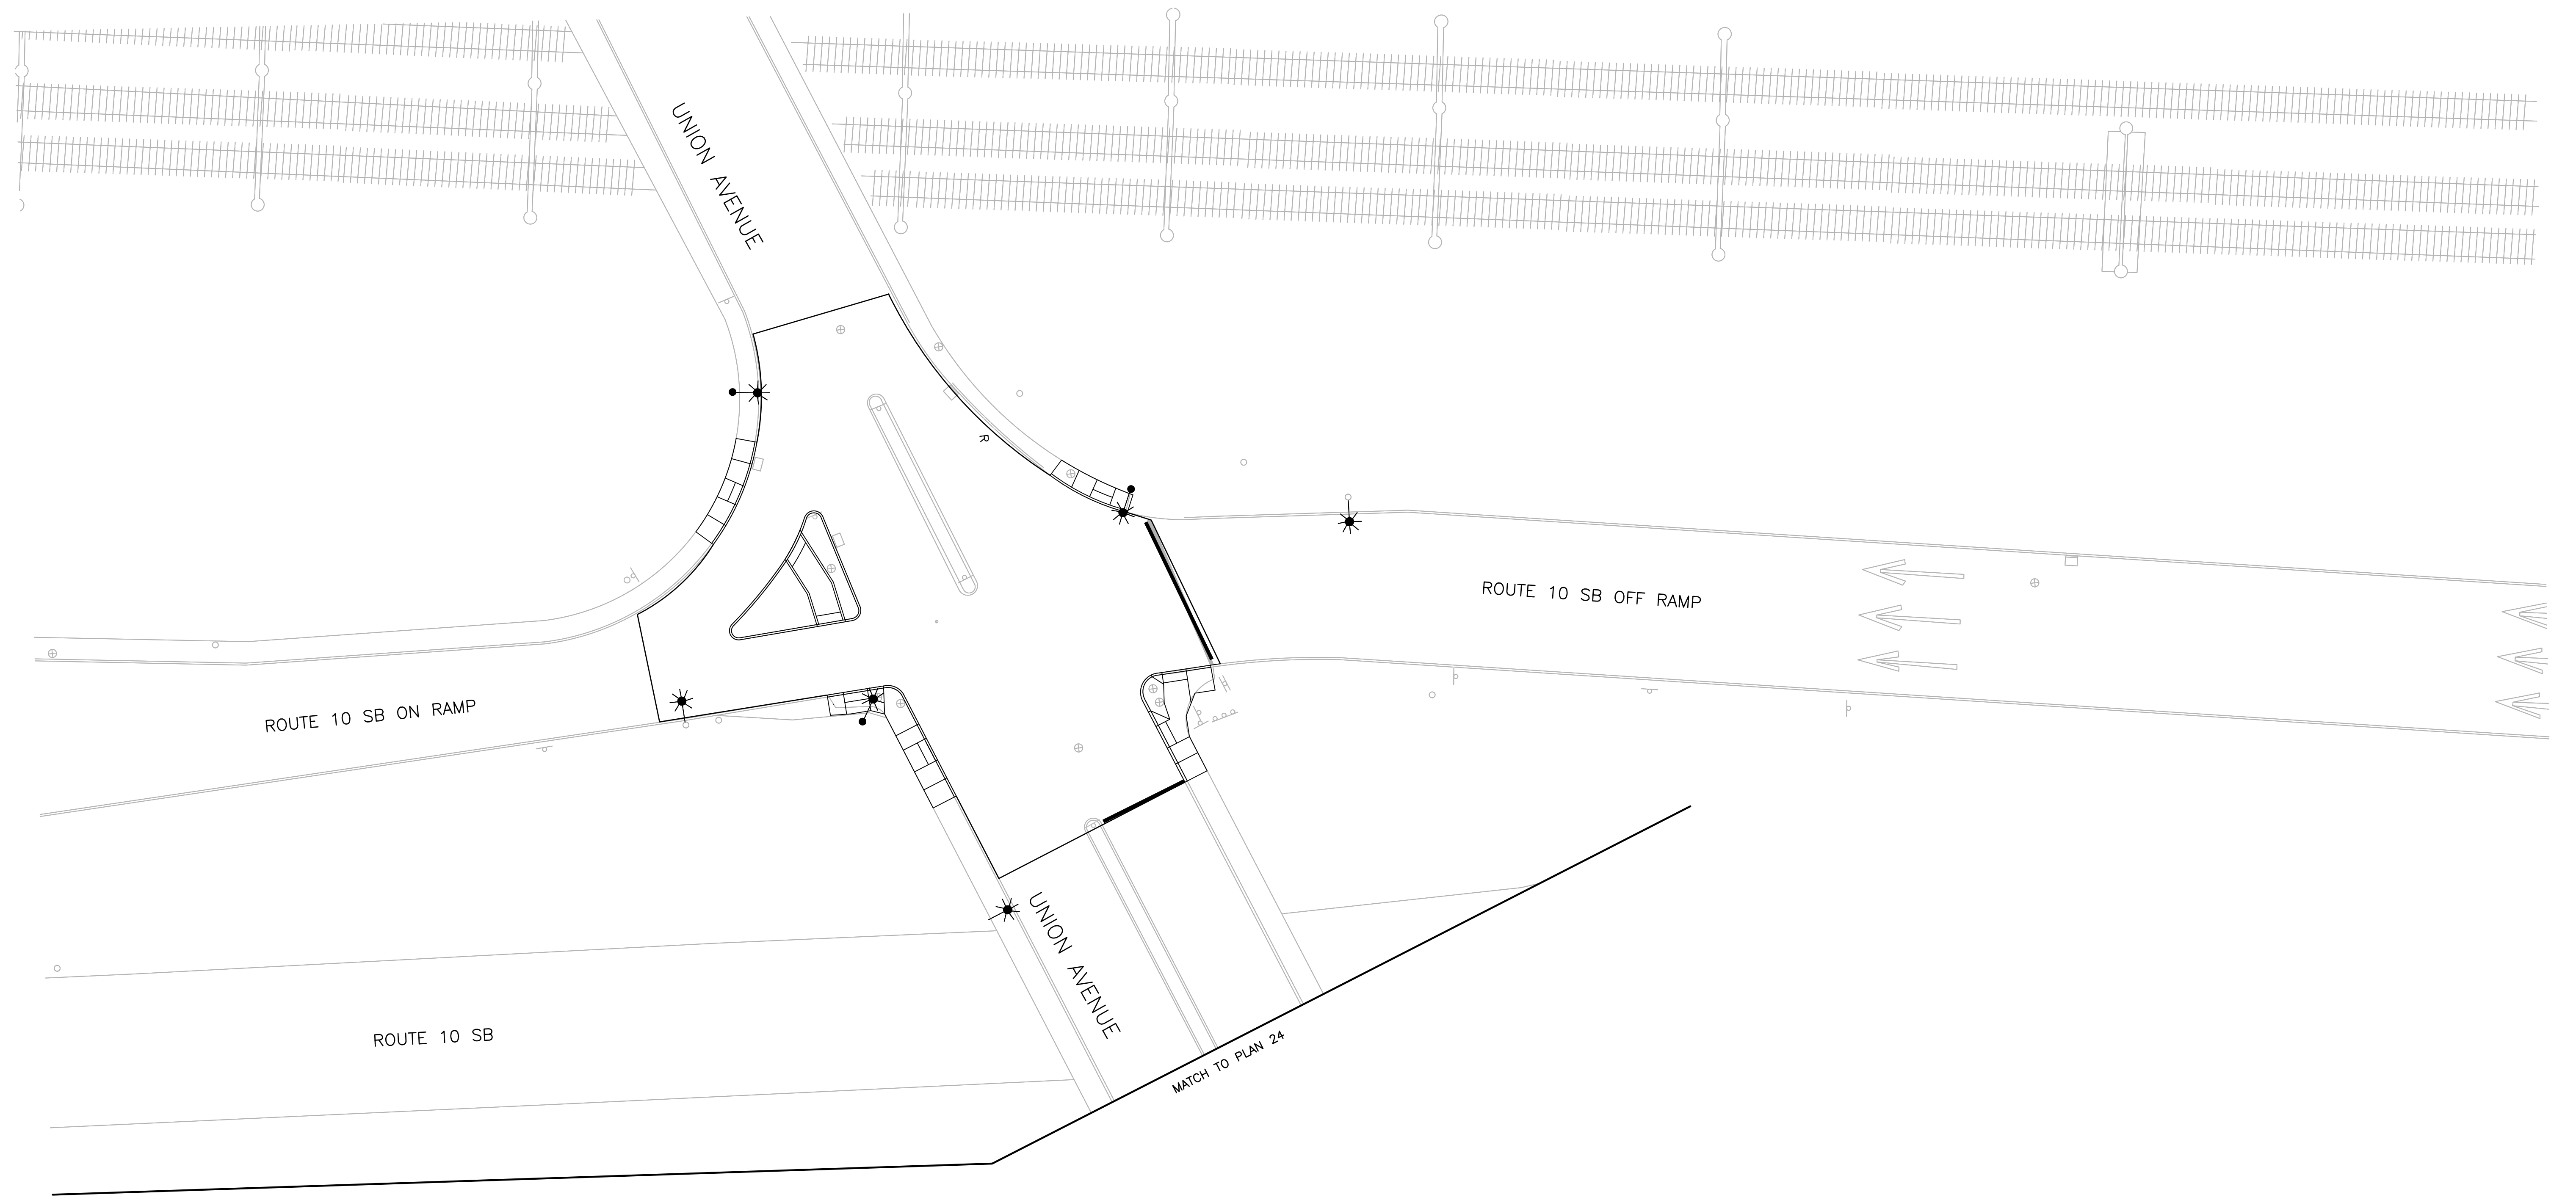 UNION AVENUE
R
ROUTE 10 SB OFF RAMP
ROUTE 10 SB ON RAMP
UNION AVENUE
ROUTE 10 SB
MATCH TO PLAN 24